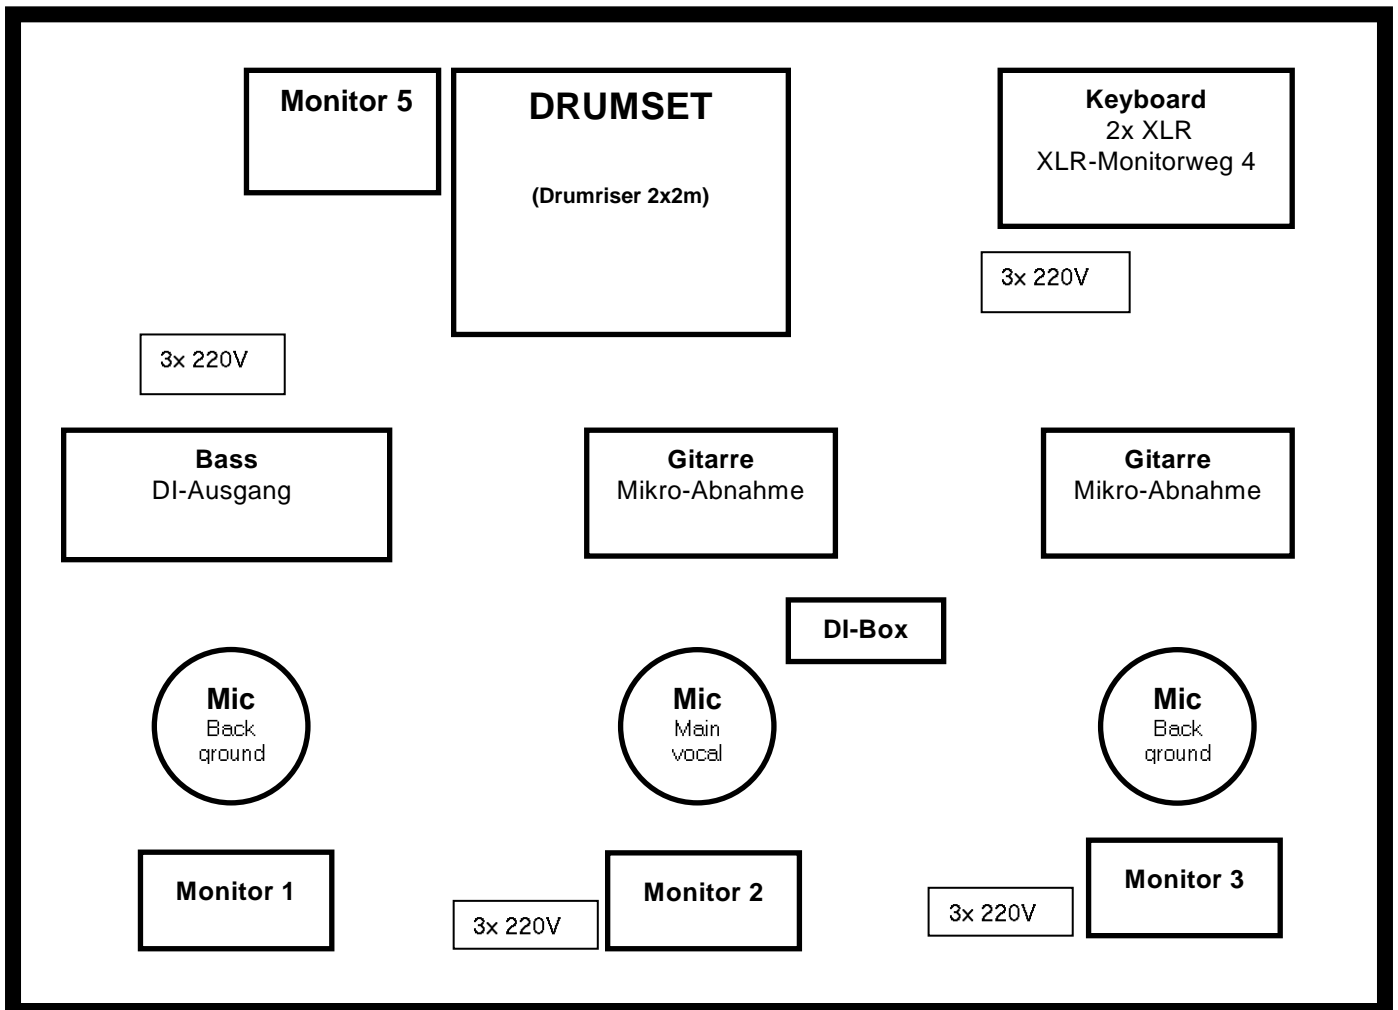 Monitor 5
DRUMSET
(Drumriser 2x2m)
Keyboard
2x XLR
XLR-Monitorweg 4
3x 220V
3x 220V
Bass
DI-Ausgang
Gitarre
Mikro-Abnahme
Gitarre
Mikro-Abnahme
DI-Box
Mic
Back
ground
Mic
Main
vocal
Mic
Back
ground
Monitor 1
3x 220V
Monitor 2
3x 220V
Monitor 3